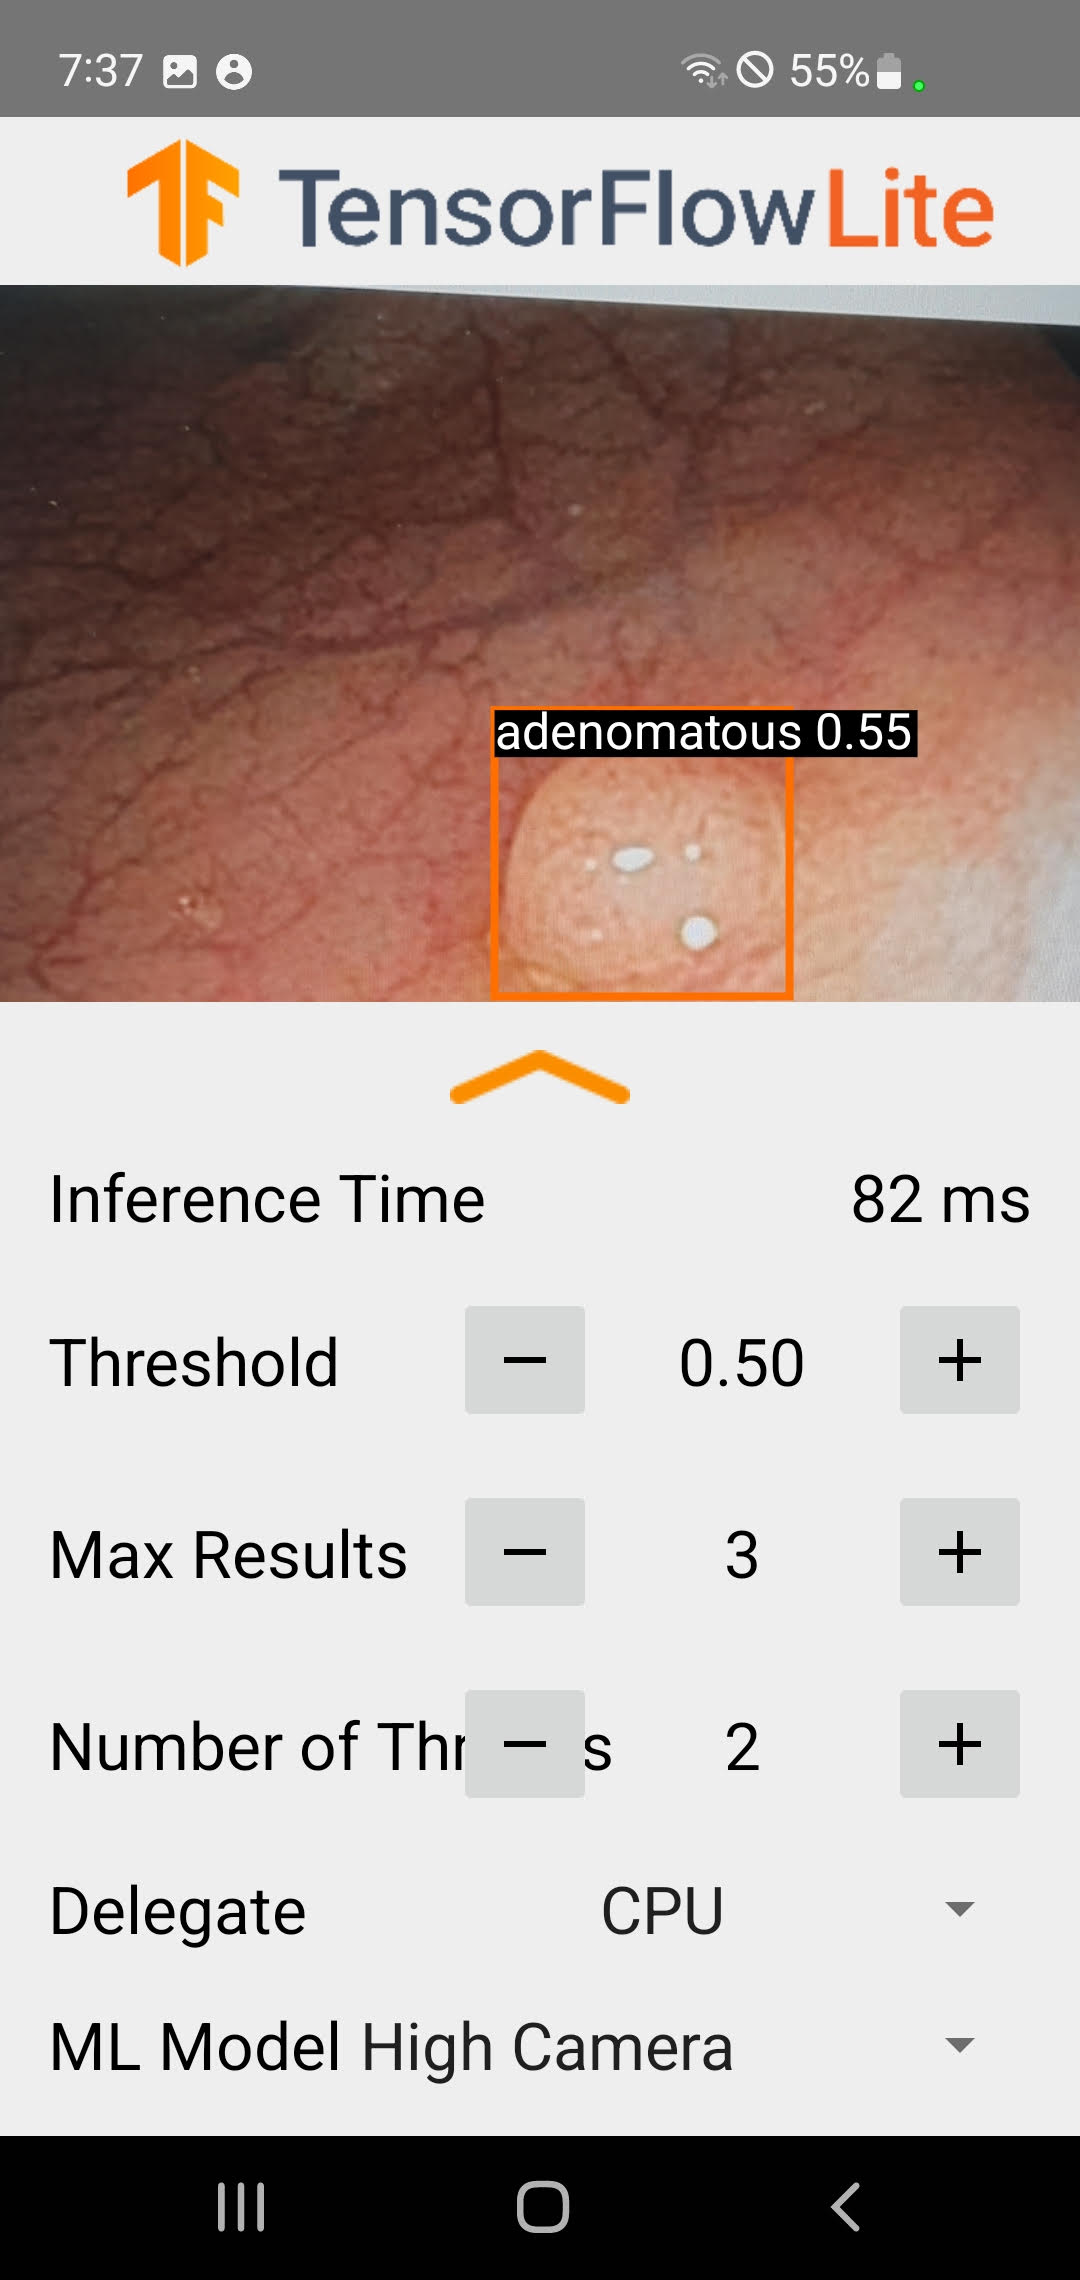 7:37 55%
TensorFlow Lite
adenomatous 0.55
Inference Time 82 ms
Threshold − 0.50 +
Max Results − 3 +
Number of Thr − s 2 +
Delegate CPU
ML Model High Camera